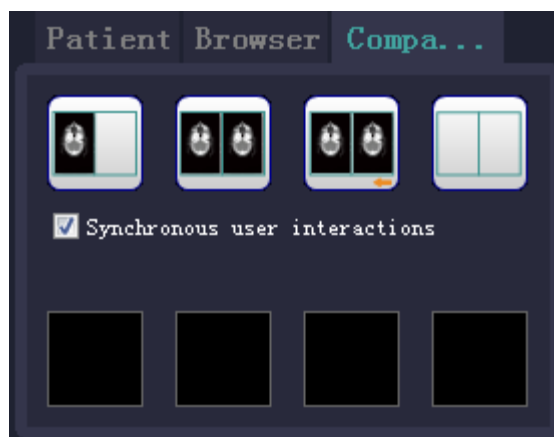 Patient Browser Compa...
Synchronous user interactions